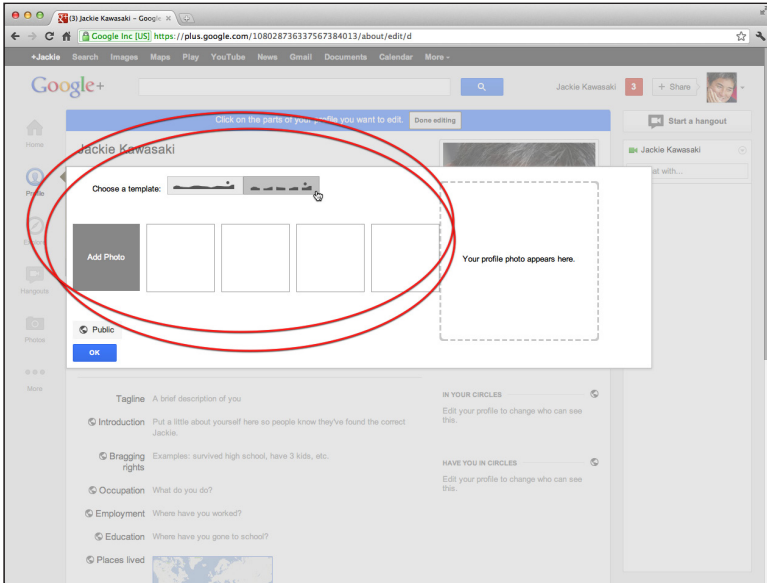 (3) Jackie Kawasaki – Google
Google Inc [US] https://plus.google.com/108028736337567384013/about/edit/d
+Jackie Search Images Maps Play YouTube News Gmail Documents Calendar More
Google+
Jackie Kawasaki 3 + Share
Click on the parts of your profile you want to edit. Done editing
Start a hangout
Home
Jackie Kawasaki
Jackie Kawasaki
at with...
Profile
Choose a template:
Add Photo
Your profile photo appears here.
Hangouts
Public
OK
Photos
More
Tagline A brief description of you
Introduction Put a little about yourself here so people know they've found the correct
Jackie.
Bragging Examples: survived high school, have 3 kids, etc.
rights
Occupation What do you do?
Employment Where have you worked?
Education Where have you gone to school?
Places lived
IN YOUR CIRCLES
Edit your profile to change who can see
this.
HAVE YOU IN CIRCLES
Edit your profile to change who can see
this.